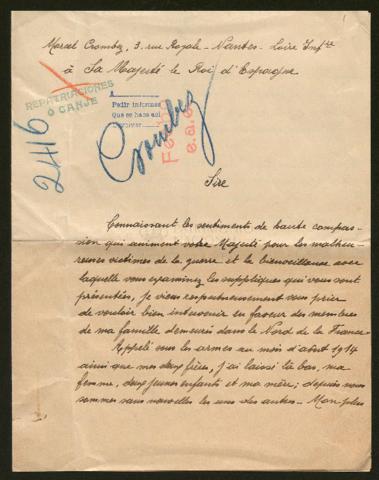 Marcel Crombez, 3 rue Royale - Nantes - Loire Infre
à Sa Majesté le Roi d'Espagne
REPATRIACIONES
O CANJE
A
Pedir informes
Que se hace así
2416
Crombez
Sire
Connaissant les sentiments de haute compas-
sion qui animent votre Majesté pour les malheu-
reuses victimes de la guerre et la bienveillance avec
laquelle vous examinez les suppliques qui vous sont
présentées, je viens respectueusement vous prier
de vouloir bien intervenir en faveur des membres
de ma famille demeurés dans le Nord de la France
Appelé sous les armes au mois d'août 1914
ainsi que mes deux frères, j'ai laissé là bas, ma
femme, deux jeunes enfants et ma mère; depuis nous
sommes sans nouvelles les uns des autres - Mon plus